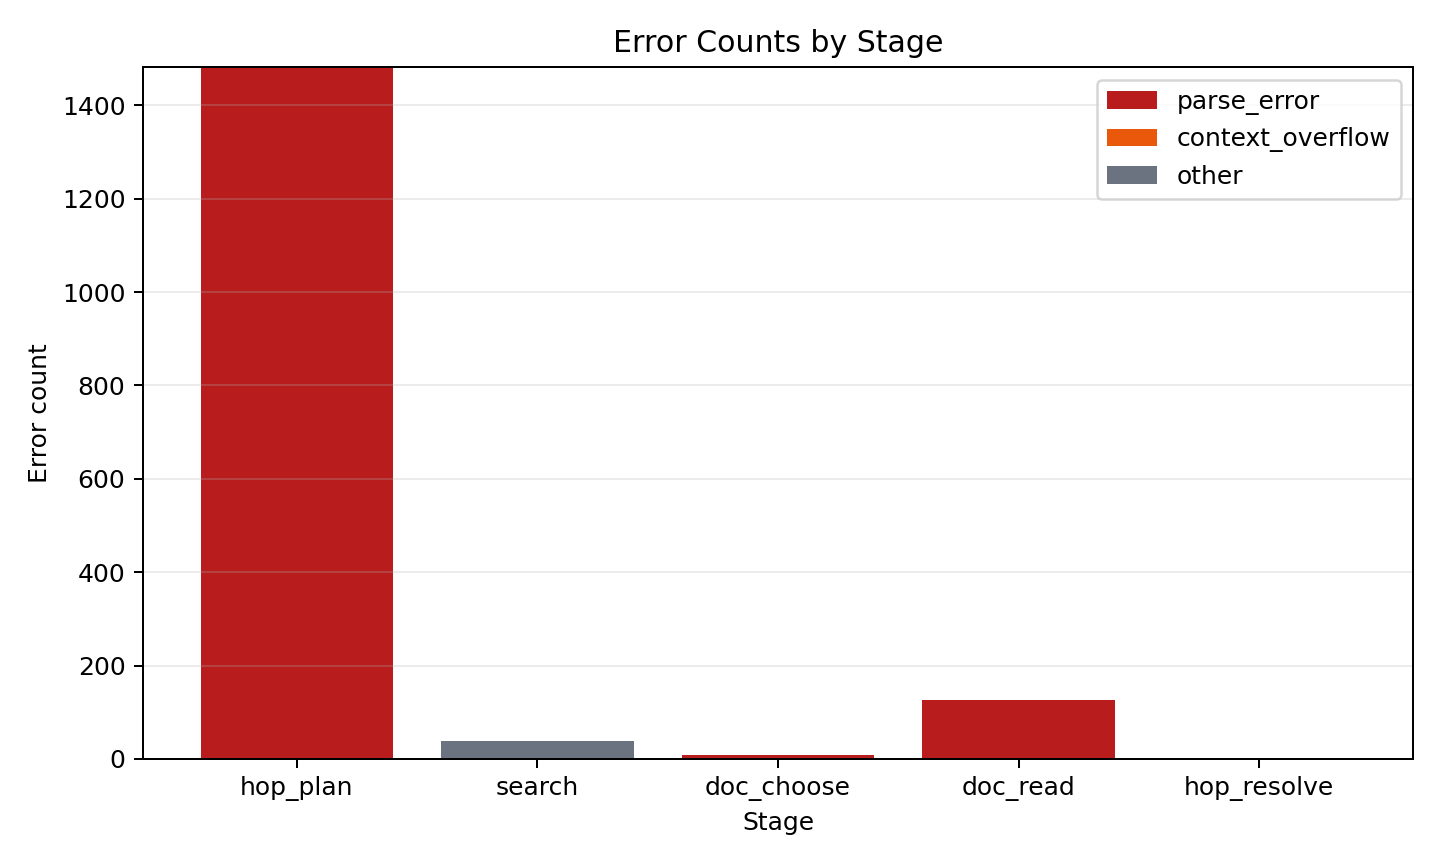 Error Counts by Stage
parse_error
context_overflow
other
1400
1200
1000
800
600
400
200
0
Error count
hop_plan
search
doc_choose
doc_read
hop_resolve
Stage